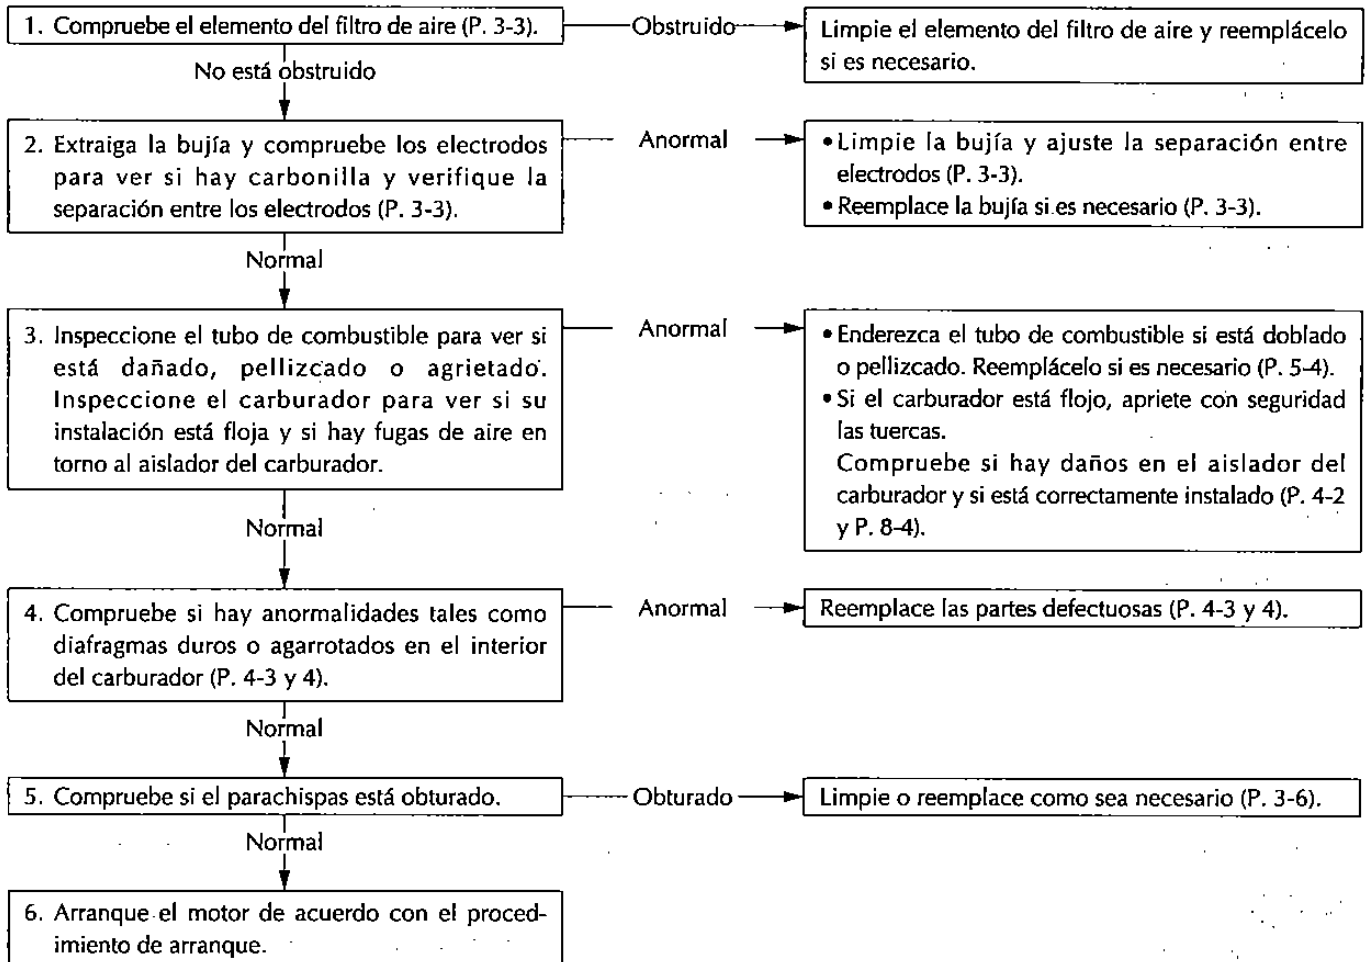 1. Compruebe el elemento del filtro de aire (P. 3-3).
Obstruido
Limpie el elemento del filtro de aire y reemplácelo
si es necesario.
No está obstruido
2. Extraiga la bujía y compruebe los electrodos
para ver si hay carbonilla y verifique la
separación entre los electrodos (P. 3-3).
Anormal
• Limpie la bujía y ajuste la separación entre
electrodos (P. 3-3).
• Reemplace la bujía si es necesario (P. 3-3).
Normal
3. Inspeccione el tubo de combustible para ver si
está dañado, pellizcado o agrietado.
Inspeccione el carburador para ver si su
instalación está floja y si hay fugas de aire en
torno al aislador del carburador.
Anormal
• Enderezca el tubo de combustible si está doblado
o pellizcado. Reemplácelo si es necesario (P. 5-4).
• Si el carburador está flojo, apriete con seguridad
las tuercas.
Compruebe si hay daños en el aislador del
carburador y si está correctamente instalado (P. 4-2
y P. 8-4).
Normal
4. Compruebe si hay anormalidades tales como
diafragmas duros o agarrotados en el interior
del carburador (P. 4-3 y 4).
Anormal
Reemplace las partes defectuosas (P. 4-3 y 4).
Normal
5. Compruebe si el parachispas está obturado.
Obturado
Limpie o reemplace como sea necesario (P. 3-6).
Normal
6. Arranque el motor de acuerdo con el proced-
imiento de arranque.